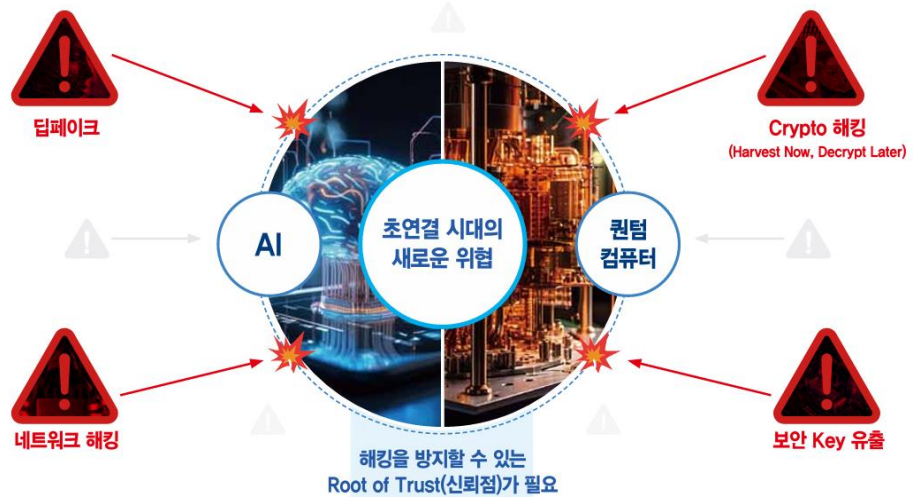 딥페이크
Crypto 해킹
(Harvest Now, Decrypt Later)
AI
초연결 시대의
새로운 위협
퀀텀
컴퓨터
네트워크 해킹
보안 Key 유출
해킹을 방지할 수 있는
Root of Trust(신뢰점)가 필요